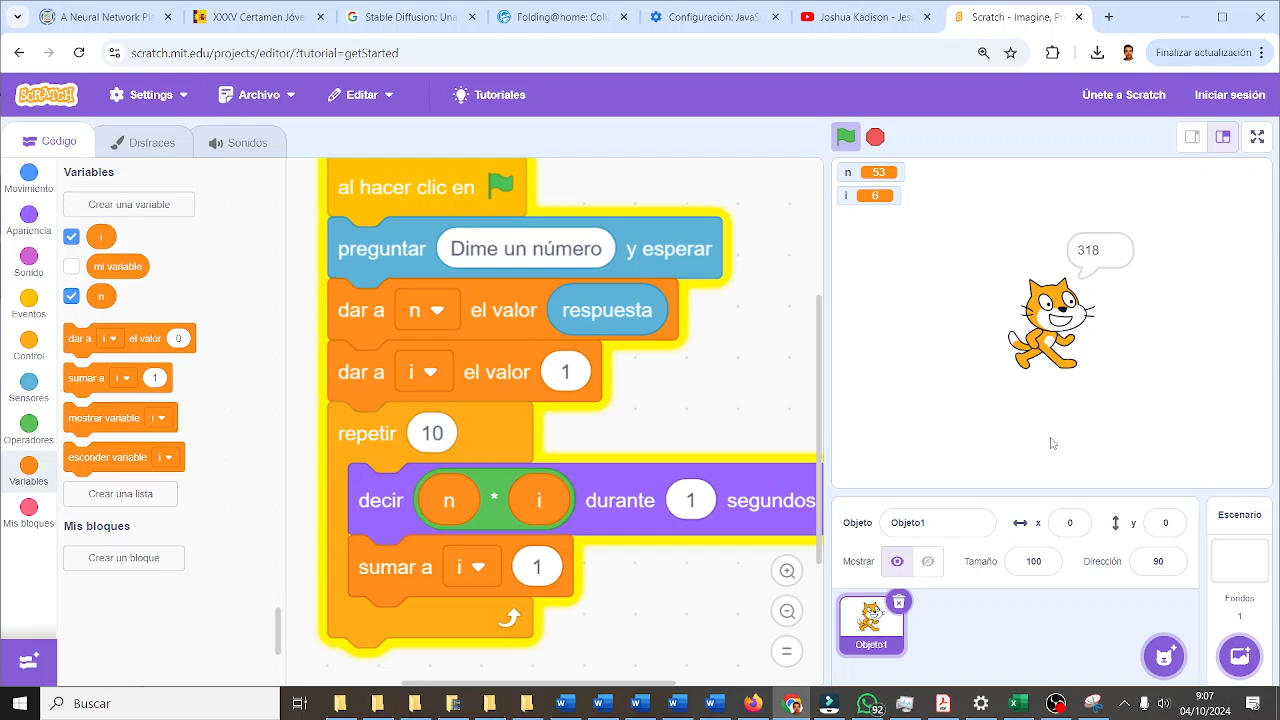 XXXV Certamen Jóve
Stable Diffusion: Uni
Folding@número: Col
Configuración: JavaS
Joshua Kadison - Jes
Scratch - Imagine, Pr
scratch.mit.edu/projects/editor/?tutorial=getStarted
Finalizar actualización
SCRATCH
Settings
Archivo
Editar
Tutoriales
Únete a Scratch
Iniciar sesión
Código
Disfraces
Sonidos
Movimiento
Apariencia
Sonido
Eventos
Control
Sensores
Operadores
Variables
Mis bloques
Variables
Crear una variable
i
mi variable
n
dar a i el valor 0
sumar a i 1
mostrar variable i
esconder variable i
Crear una lista
Mis bloques
Crear un bloque
al hacer clic en
preguntar Dime un número y esperar
dar a n el valor respuesta
dar a i el valor 1
repetir 10
decir n * i durante 1 segundos
sumar a i 1
n 53
i 6
318
Objeto Objeto1 x 0 y 0
Mostrar Tamaño 100 Dirección 90
Objeto1
Escenario
Fondos
1
Buscar
92
9:07
04/10/2024